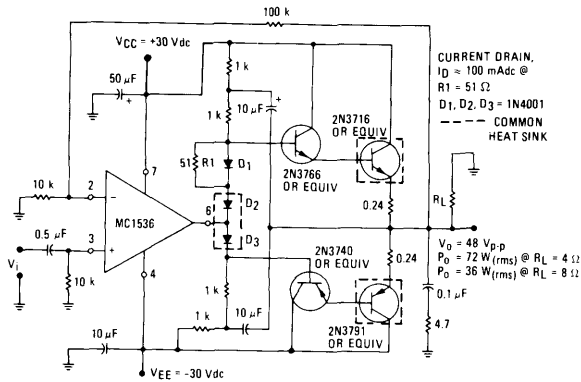 100 k
VCC = +30 Vdc
50 µF
+
1 k
1 k
10 µF
+
CURRENT DRAIN,
ID ≈ 100 mAdc @
R1 = 51 Ω
D1, D2, D3 = 1N4001
COMMON
HEAT SINK
2N3716
OR EQUIV
2N3766
OR EQUIV
51
R1
D1
7
10 k
2
−
MC1536
6
D2
D3
0.24
RL
0.5 µF
3
+
Vi
10 k
4
1 k
2N3740
OR EQUIV
0.24
VO = 48 Vp-p
PO = 72 W(rms) @ RL = 4 Ω
PO = 36 W(rms) @ RL = 8 Ω
0.1 µF
1 k
10 µF
10 µF
2N3791
OR EQUIV
4.7
VEE = -30 Vdc